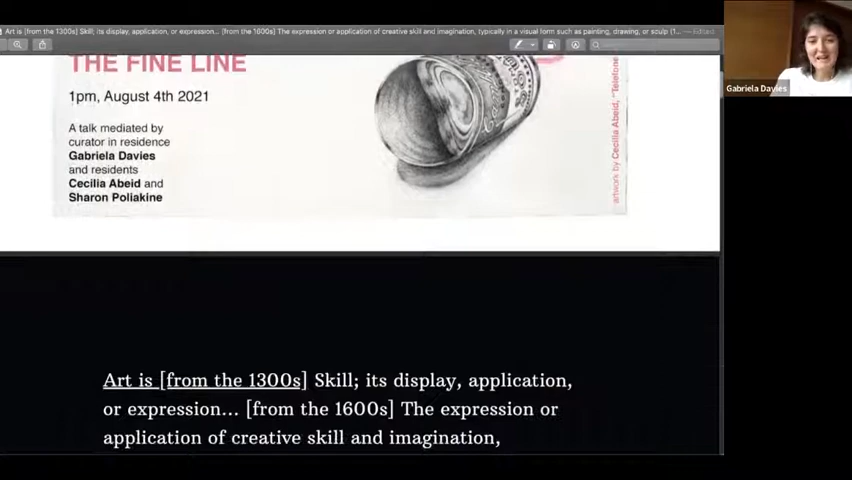 Art is [from the 1300s] Skill; its display, application, or expression... [from the 1600s] The expression or application of creative skill and imagination, typically in a visual form such as painting, drawing, or sculp (1... — Edited
THE FINE LINE
1pm, August 4th 2021
A talk mediated by
curator in residence
Gabriela Davies
and residents
Cecilia Abeid and
Sharon Poliakine
artwork by Cecilia Abeid, "Telefone
Gabriela Davies
Art is [from the 1300s] Skill; its display, application,
or expression... [from the 1600s] The expression or
application of creative skill and imagination,